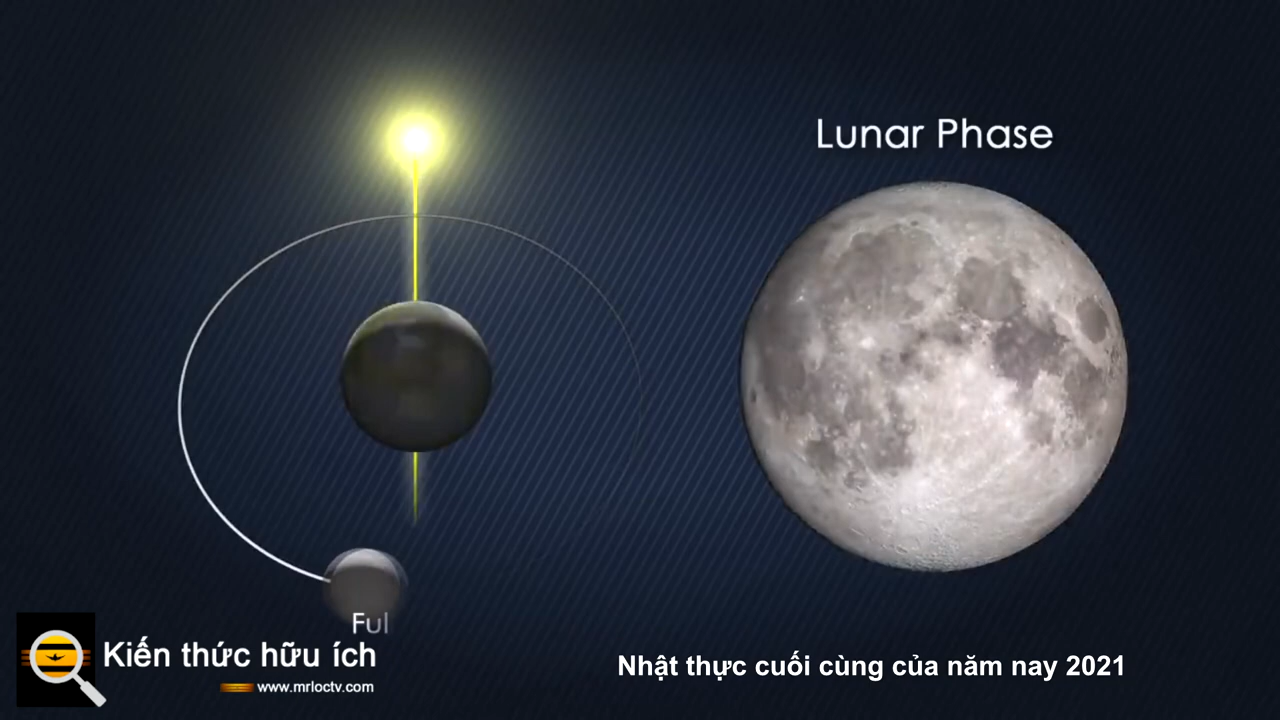 Lunar Phase
Ful
Kiến thức hữu ích
www.mrloctv.com
Nhật thực cuối cùng của năm nay 2021